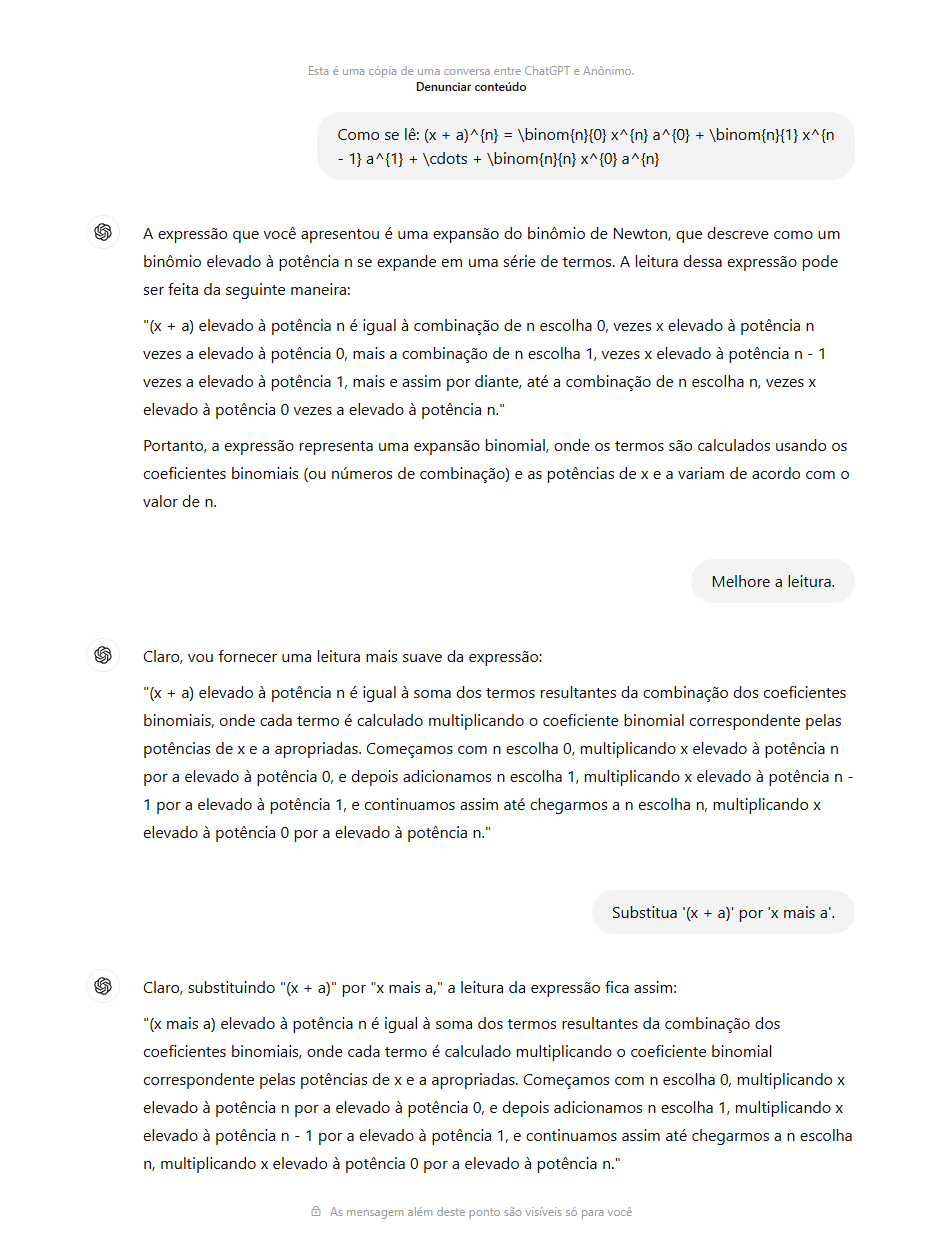 Esta é uma cópia de uma conversa entre ChatGPT e Anônimo.
Denunciar conteúdo
Como se lê: (x + a)^{n} = \binom{n}{0} x^{n} a^{0} + \binom{n}{1} x^{n
- 1} a^{1} + \cdots + \binom{n}{n} x^{0} a^{n}
A expressão que você apresentou é uma expansão do binômio de Newton, que descreve como um
binômio elevado à potência n se expande em uma série de termos. A leitura dessa expressão pode
ser feita da seguinte maneira:
"(x + a) elevado à potência n é igual à combinação de n escolha 0, vezes x elevado à potência n
vezes a elevado à potência 0, mais a combinação de n escolha 1, vezes x elevado à potência n - 1
vezes a elevado à potência 1, mais e assim por diante, até a combinação de n escolha n, vezes x
elevado à potência 0 vezes a elevado à potência n."
Portanto, a expressão representa uma expansão binomial, onde os termos são calculados usando os
coeficientes binomiais (ou números de combinação) e as potências de x e a variam de acordo com o
valor de n.
Melhore a leitura.
Claro, vou fornecer uma leitura mais suave da expressão:
"(x + a) elevado à potência n é igual à soma dos termos resultantes da combinação dos coeficientes
binomiais, onde cada termo é calculado multiplicando o coeficiente binomial correspondente pelas
potências de x e a apropriadas. Começamos com n escolha 0, multiplicando x elevado à potência n
por a elevado à potência 0, e depois adicionamos n escolha 1, multiplicando x elevado à potência n -
1 por a elevado à potência 1, e continuamos assim até chegarmos a n escolha n, multiplicando x
elevado à potência 0 por a elevado à potência n."
Substitua '(x + a)' por 'x mais a'.
Claro, substituindo "(x + a)" por "x mais a," a leitura da expressão fica assim:
"(x mais a) elevado à potência n é igual à soma dos termos resultantes da combinação dos
coeficientes binomiais, onde cada termo é calculado multiplicando o coeficiente binomial
correspondente pelas potências de x e a apropriadas. Começamos com n escolha 0, multiplicando x
elevado à potência n por a elevado à potência 0, e depois adicionamos n escolha 1, multiplicando x
elevado à potência n - 1 por a elevado à potência 1, e continuamos assim até chegarmos a n escolha
n, multiplicando x elevado à potência 0 por a elevado à potência n."
As mensagem além deste ponto são visíveis só para você